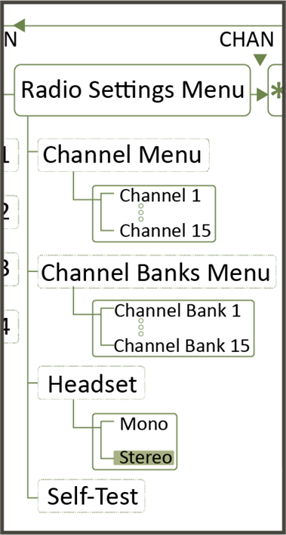 N
CHAN
Radio Settings Menu
*
1
Channel Menu
Channel 1
2
Channel 15
3
Channel Banks Menu
Channel Bank 1
4
Channel Bank 15
Headset
Mono
Stereo
Self-Test